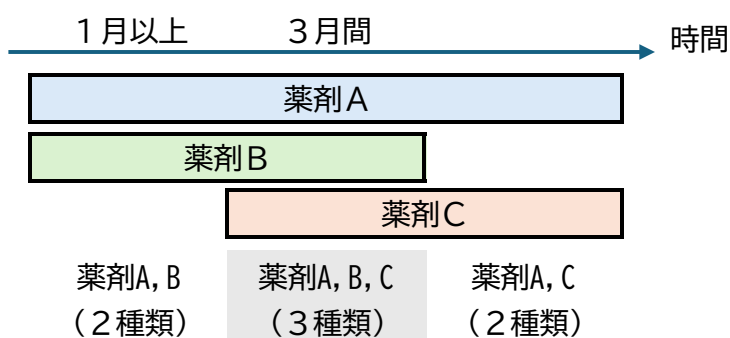 １月以上 ３月間
時間
薬剤Ａ
薬剤Ｂ
薬剤Ｃ
薬剤A, B 薬剤A, B, C 薬剤A, C
（２種類） （３種類） （２種類）